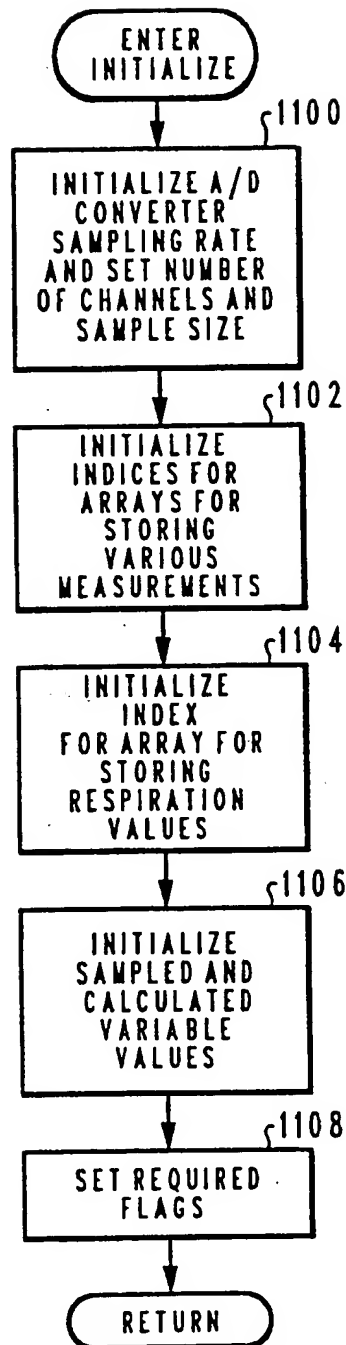 ENTER
INITIALIZE
1100
INITIALIZE A/D
CONVERTER
SAMPLING RATE
AND SET NUMBER
OF CHANNELS AND
SAMPLE SIZE
1102
INITIALIZE
INDICES FOR
ARRAYS FOR
STORING
VARIOUS
MEASUREMENTS
1104
INITIALIZE
INDEX
FOR ARRAY FOR
STORING
RESPIRATION
VALUES
1106
INITIALIZE
SAMPLED AND
CALCULATED
VARIABLE
VALUES
1108
SET REQUIRED
FLAGS
RETURN